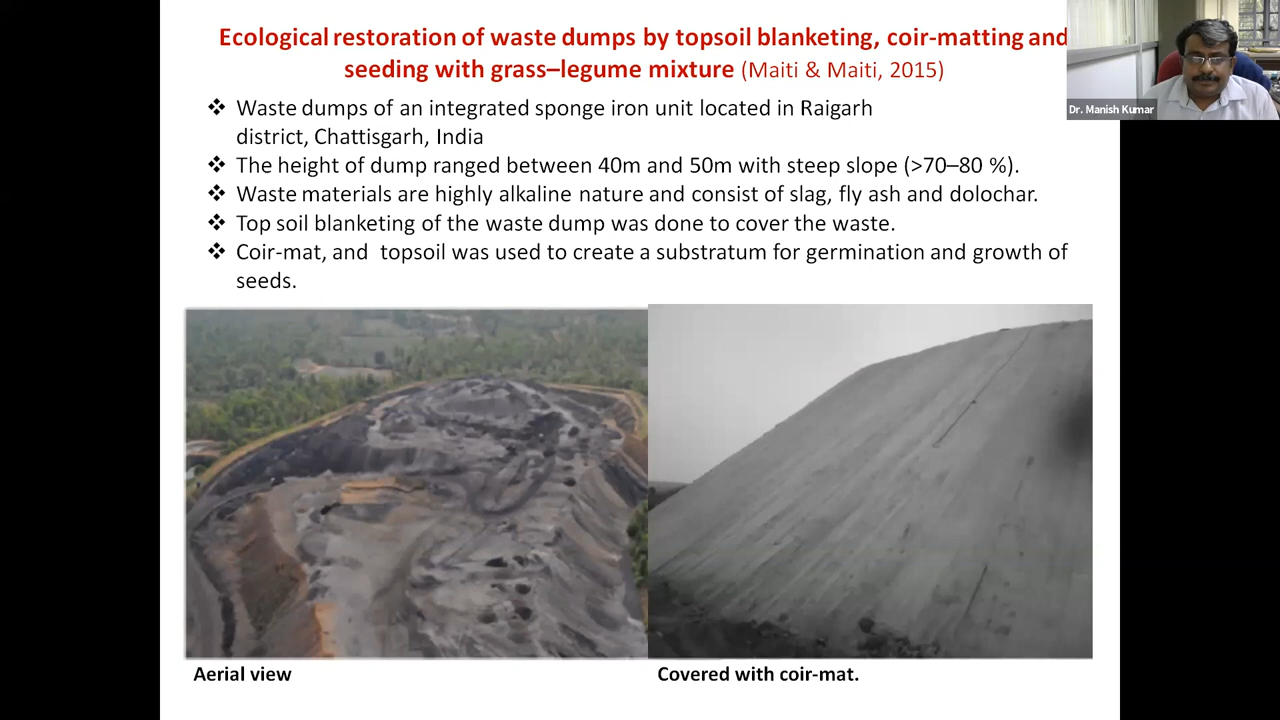 Ecological restoration of waste dumps by topsoil blanketing, coir-matting and
seeding with grass–legume mixture (Maiti & Maiti, 2015)
Dr. Manish Kumar
❖ Waste dumps of an integrated sponge iron unit located in Raigarh
district, Chattisgarh, India
❖ The height of dump ranged between 40m and 50m with steep slope (>70–80 %).
❖ Waste materials are highly alkaline nature and consist of slag, fly ash and dolochar.
❖ Top soil blanketing of the waste dump was done to cover the waste.
❖ Coir-mat, and topsoil was used to create a substratum for germination and growth of
seeds.
Aerial view
Covered with coir-mat.